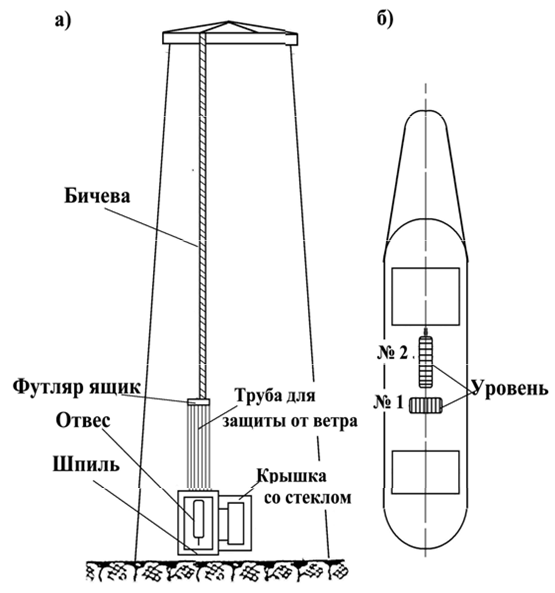 а)
б)
Бичева
Футляр ящик
Отвес
Шпиль
Труба для
защиты от ветра
Крышка
со стеклом
№ 2
№ 1
Уровень